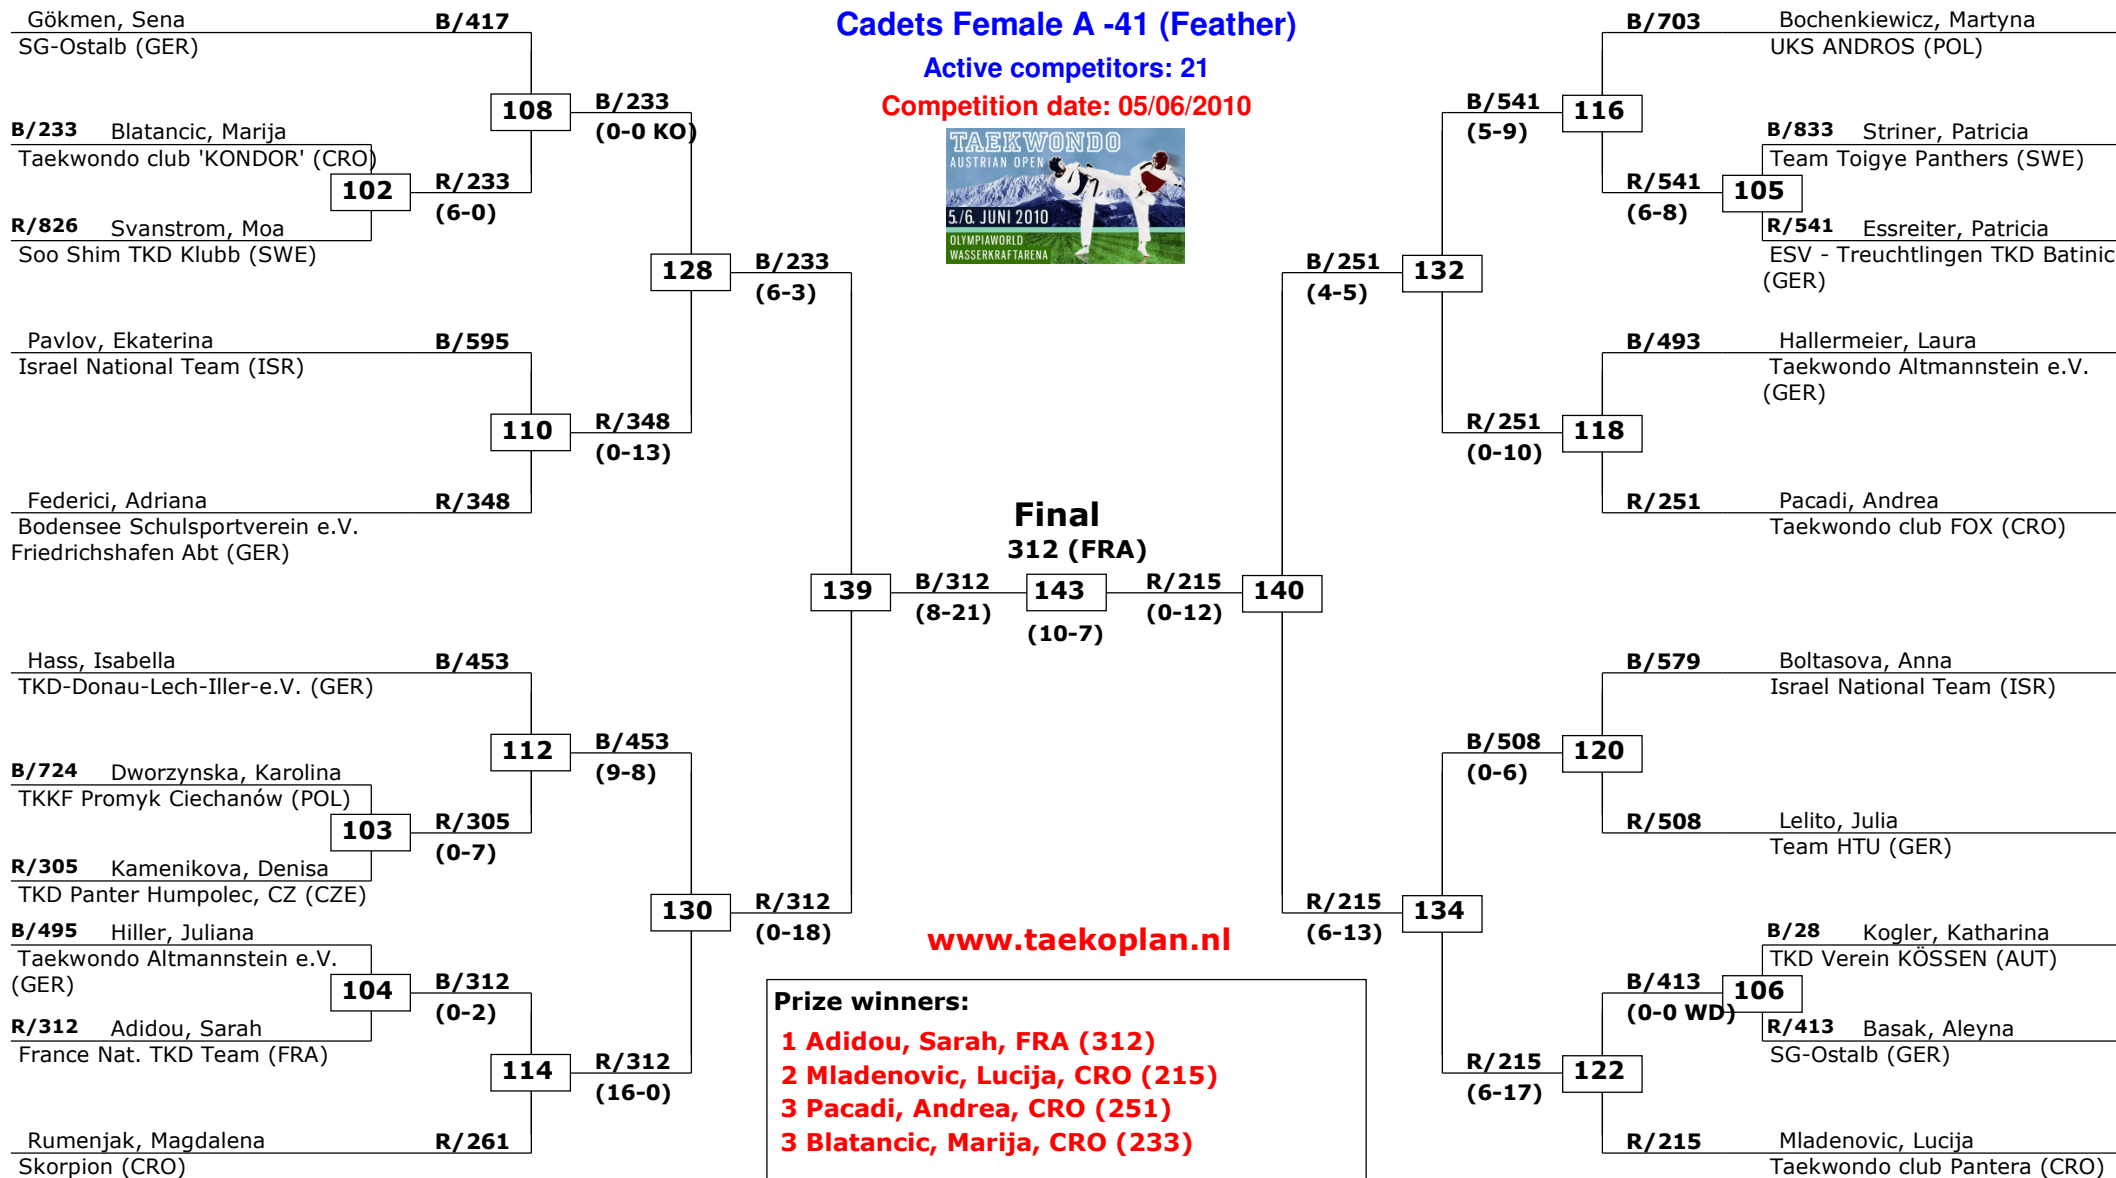 Cadets Female A -41 (Feather)
Active competitors: 21
Competition date: 05/06/2010
TAEKWONDO
AUSTRIAN OPEN
5./6. JUNI 2010
OLYMPIAWORLD
WASSERKRAFTARENA
Gökmen, Sena
B/417
SG-Ostalb (GER)
B/233 Blatancic, Marija
Taekwondo club 'KONDOR' (CRO)
R/826 Svanstrom, Moa
Soo Shim TKD Klubb (SWE)
102
R/233
(6-0)
108
B/233
(0-0 KO)
Pavlov, Ekaterina
B/595
Israel National Team (ISR)
Federici, Adriana
R/348
Bodensee Schulsportverein e.V.
Friedrichshafen Abt (GER)
110
R/348
(0-13)
128
B/233
(6-3)
Hass, Isabella
B/453
TKD-Donau-Lech-Iller-e.V. (GER)
B/724 Dworzynska, Karolina
TKKF Promyk Ciechanów (POL)
R/305 Kamenikova, Denisa
TKD Panter Humpolec, CZ (CZE)
103
R/305
(0-7)
112
B/453
(9-8)
B/495 Hiller, Juliana
Taekwondo Altmannstein e.V.
(GER)
R/312 Adidou, Sarah
France Nat. TKD Team (FRA)
104
B/312
(0-2)
Rumenjak, Magdalena
R/261
Skorpion (CRO)
114
R/312
(16-0)
130
R/312
(0-18)
139
B/312
(8-21)
Final
312 (FRA)
143
(10-7)
R/215
(0-12)
140
B/703
Bochenkiewicz, Martyna
UKS ANDROS (POL)
B/833 Striner, Patricia
Team Toigye Panthers (SWE)
R/541 Essreiter, Patricia
ESV - Treuchtlingen TKD Batinic
(GER)
105
R/541
(6-8)
116
B/541
(5-9)
B/493
Hallermeier, Laura
Taekwondo Altmannstein e.V.
(GER)
R/251
Pacadi, Andrea
Taekwondo club FOX (CRO)
118
R/251
(0-10)
132
B/251
(4-5)
B/579
Boltasova, Anna
Israel National Team (ISR)
R/508
Lelito, Julia
Team HTU (GER)
120
B/508
(0-6)
B/28 Kogler, Katharina
TKD Verein KÖSSEN (AUT)
R/413 Basak, Aleyna
SG-Ostalb (GER)
106
B/413
(0-0 WD)
R/215
Mladenovic, Lucija
Taekwondo club Pantera (CRO)
122
R/215
(6-17)
134
R/215
(6-13)
www.taekoplan.nl
Prize winners:
1 Adidou, Sarah, FRA (312)
2 Mladenovic, Lucija, CRO (215)
3 Pacadi, Andrea, CRO (251)
3 Blatancic, Marija, CRO (233)